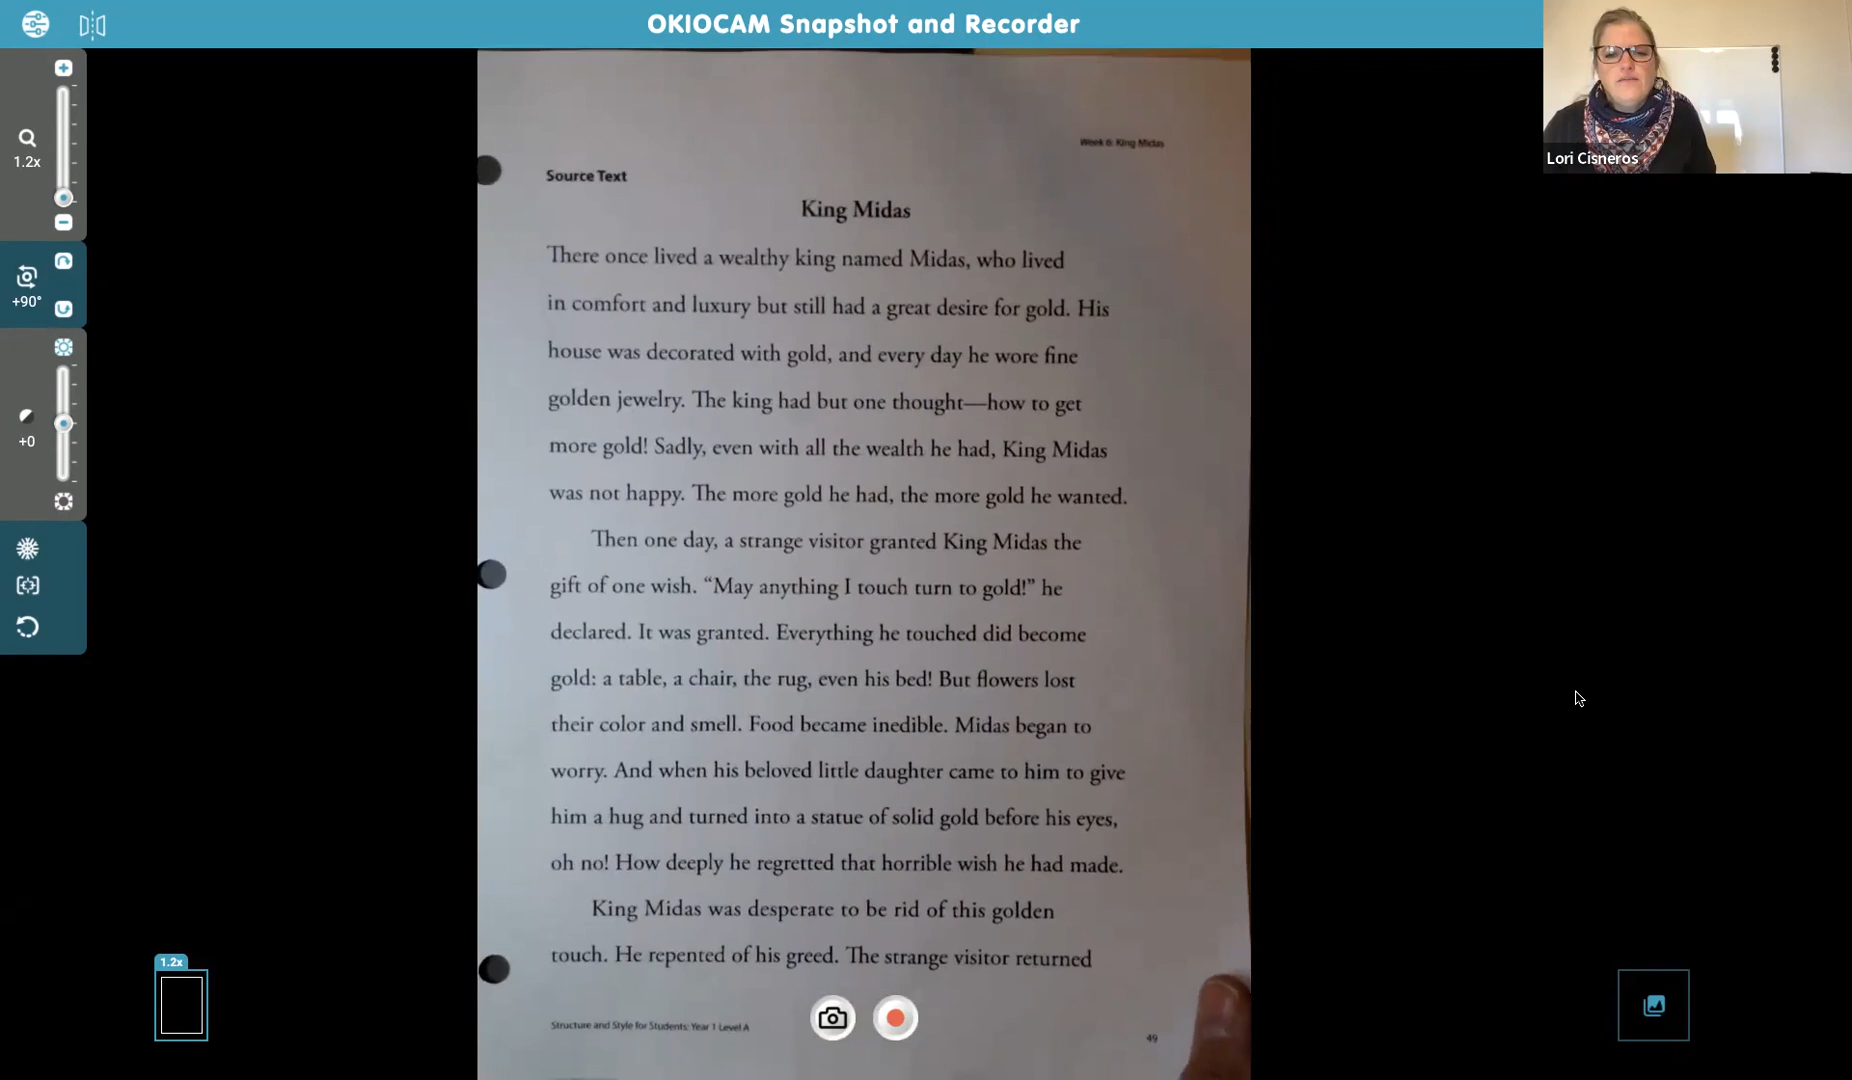 OKIOCAM Snapshot and Recorder
Lori Cisneros
1.2x
+90°
+0
1.2x
Week 6: King Midas
Source Text
King Midas
There once lived a wealthy king named Midas, who lived
in comfort and luxury but still had a great desire for gold. His
house was decorated with gold, and every day he wore fine
golden jewelry. The king had but one thought—how to get
more gold! Sadly, even with all the wealth he had, King Midas
was not happy. The more gold he had, the more gold he wanted.
Then one day, a strange visitor granted King Midas the
gift of one wish. “May anything I touch turn to gold!” he
declared. It was granted. Everything he touched did become
gold: a table, a chair, the rug, even his bed! But flowers lost
their color and smell. Food became inedible. Midas began to
worry. And when his beloved little daughter came to him to give
him a hug and turned into a statue of solid gold before his eyes,
oh no! How deeply he regretted that horrible wish he had made.
King Midas was desperate to be rid of this golden
touch. He repented of his greed. The strange visitor returned
Structure and Style for Students: Year 1 Level A
49